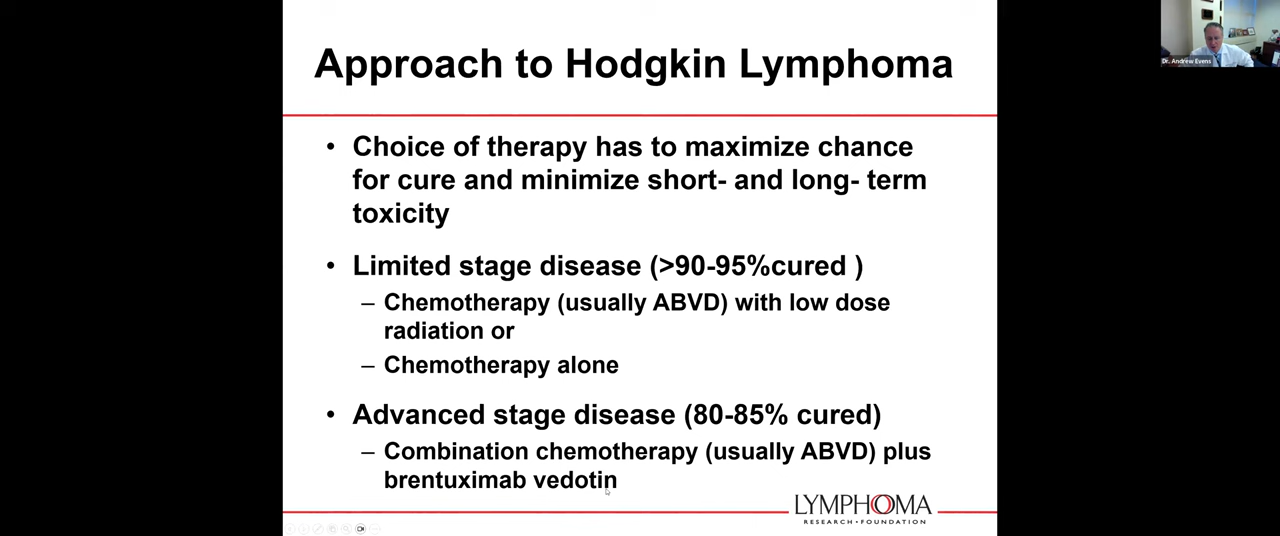 Approach to Hodgkin Lymphoma
• Choice of therapy has to maximize chance
for cure and minimize short- and long- term
toxicity
• Limited stage disease (>90-95%cured )
– Chemotherapy (usually ABVD) with low dose
radiation or
– Chemotherapy alone
• Advanced stage disease (80-85% cured)
– Combination chemotherapy (usually ABVD) plus
brentuximab vedotin
LYMPHOMA
RESEARCH • FOUNDATION
Dr. Andrew Evens